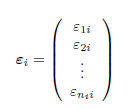 ε_i = ( ε_{1i}
ε_{2i}
⋮
ε_{n_i i} )